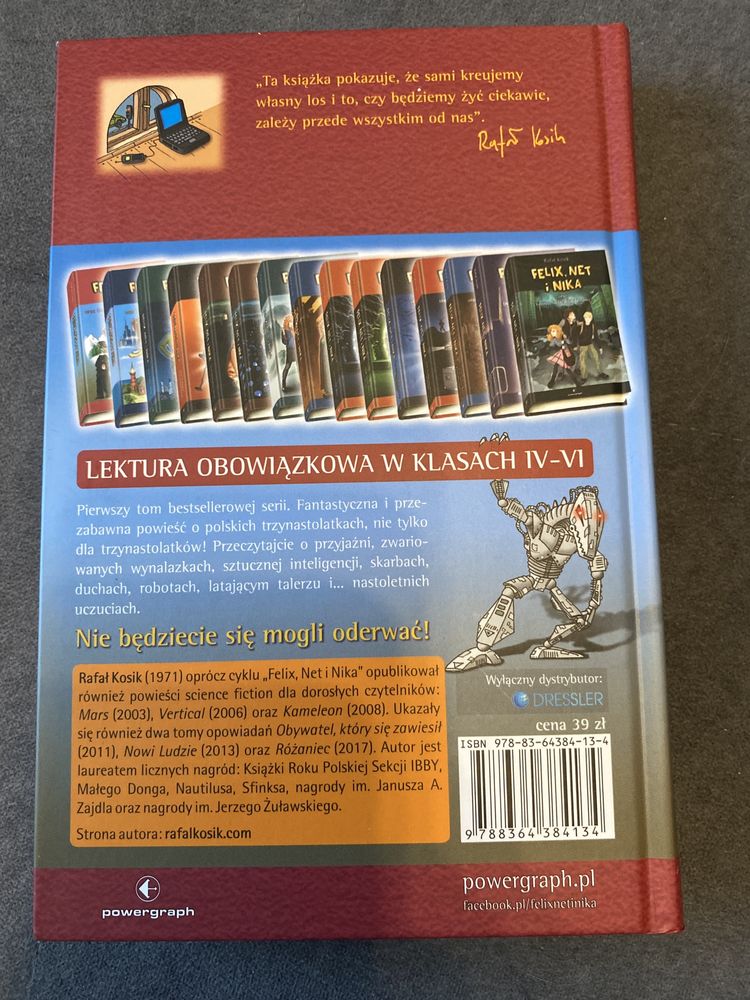 „Ta książka pokazuje, że sami kreujemy
własny los i to, czy będziemy żyć ciekawie,
zależy przede wszystkim od nas”.
Rafał Kosik
Rafał Kosik
FELIX, NET
i NIKA
LEKTURA OBOWIĄZKOWA W KLASACH IV–VI
Pierwszy tom bestsellerowej serii. Fantastyczna i prze-
zabawna powieść o polskich trzynastolatkach, nie tylko
dla trzynastolatków! Przeczytajcie o przyjaźni, zwario-
wanych wynalazkach, sztucznej inteligencji, skarbach,
duchach, robotach, latającym talerzu i... nastoletnich
uczuciach.
Nie będziecie się mogli oderwać!
Rafał Kosik (1971) oprócz cyklu „Felix, Net i Nika” opublikował
również powieści science fiction dla dorosłych czytelników:
Mars (2003), Vertical (2006) oraz Kameleon (2008). Ukazały
się również dwa tomy opowiadań Obywatel, który się zawiesił
(2011), Nowi Ludzie (2013) oraz Różaniec (2017). Autor jest
laureatem licznych nagród: Książki Roku Polskiej Sekcji IBBY,
Małego Donga, Nautilusa, Sfinksa, nagrody im. Janusza A.
Zajdla oraz nagrody im. Jerzego Żuławskiego.
Strona autora: rafalkosik.com
Wyłączny dystrybutor:
DRESSLER
cena 39 zł
ISBN 978-83-64384-13-4
9 788364 384134
powergraph
powergraph.pl
facebook.pl/felixnetinika